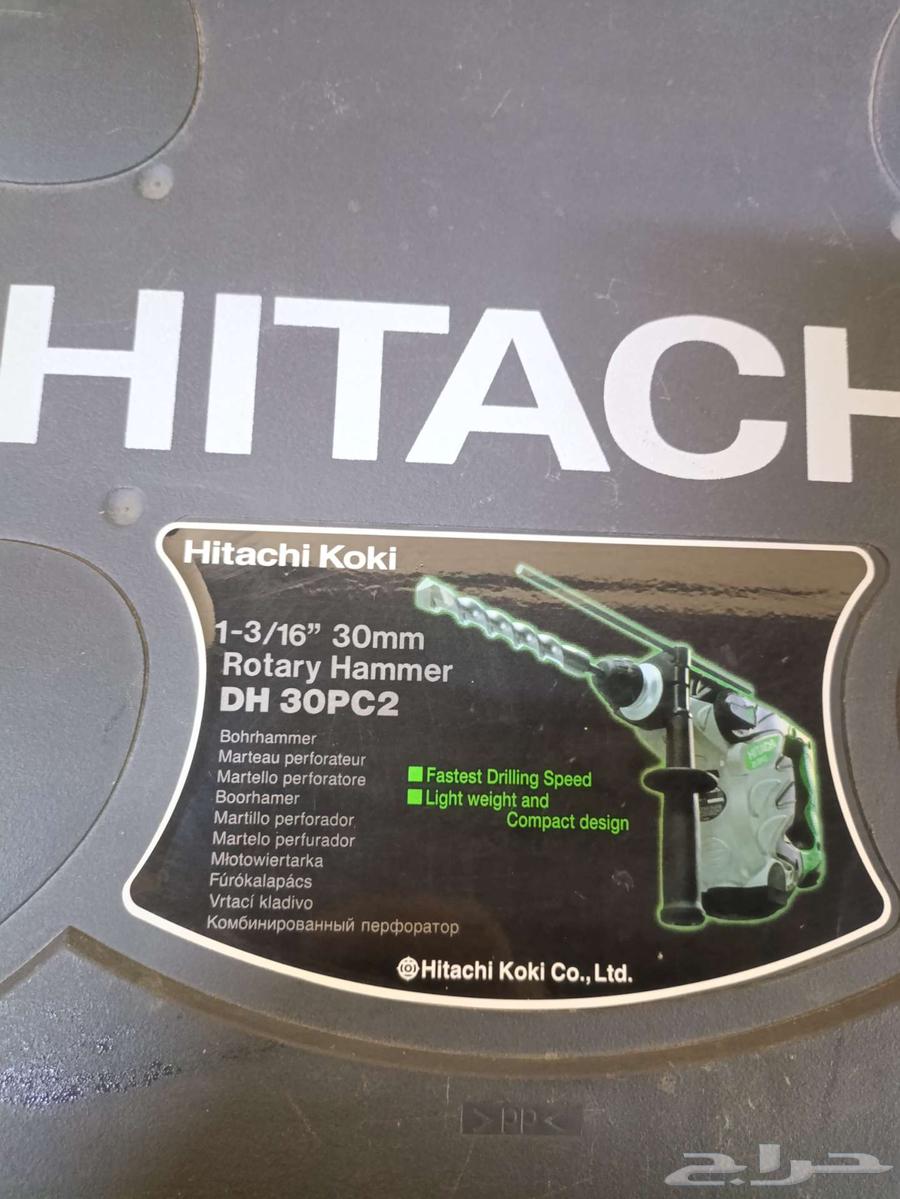 HITACH
Hitachi Koki
1-3/16” 30mm
Rotary Hammer
DH 30PC2
Bohrhammer
Marteau perforateur
Martello perforatore
Boorhamer
Martillo perforador
Martelo perfurador
Młotowiertarka
Fúrókalapács
Vrtací kladivo
Комбинированный перфоратор
Fastest Drilling Speed
Light weight and
Compact design
HITACHI
Hitachi Koki Co., Ltd.
>PP<
حراج